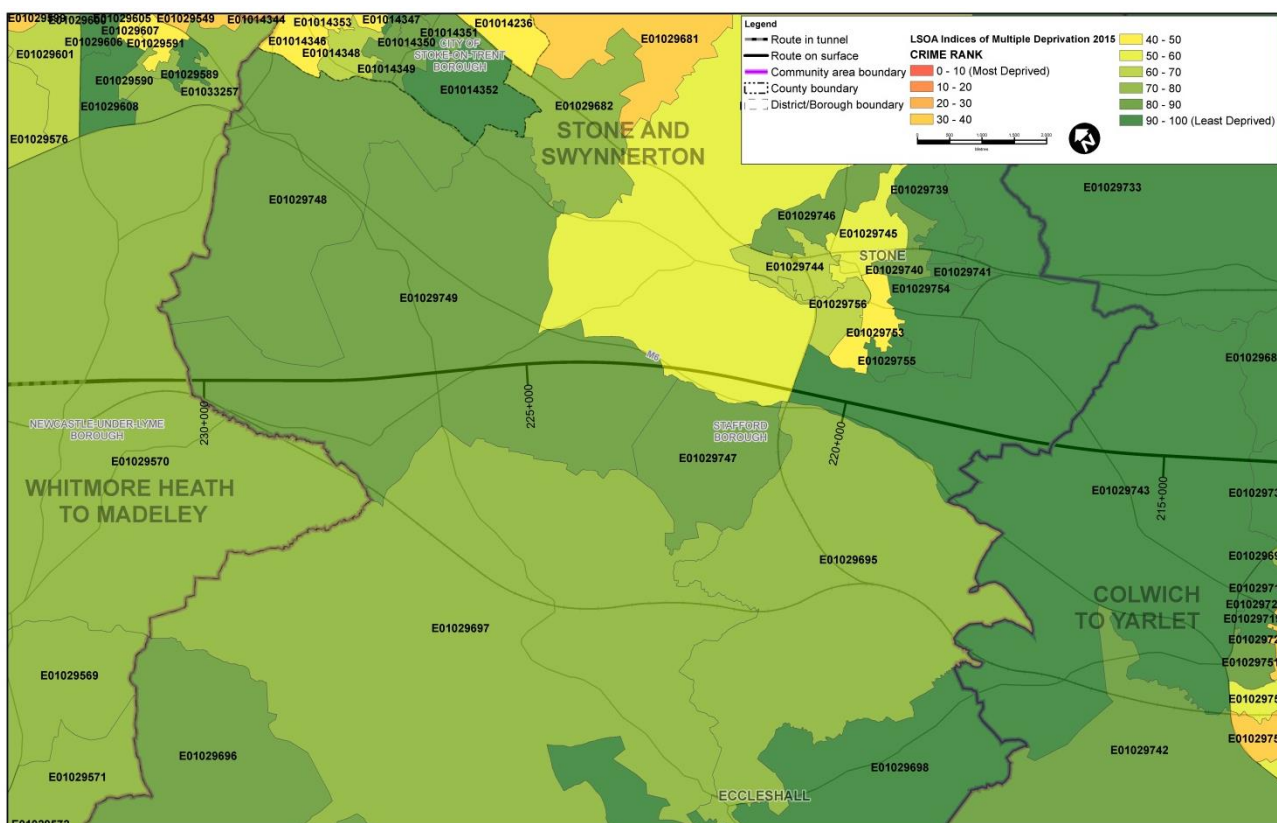 Legend
Route in tunnel
Route on surface
Community area boundary
County boundary
District/Borough boundary
LSOA Indices of Multiple Deprivation 2015
CRIME RANK
0 - 10 (Most Deprived)
10 - 20
20 - 30
30 - 40
40 - 50
50 - 60
60 - 70
70 - 80
80 - 90
90 - 100 (Least Deprived)
E01029605
E01029549
E01014344
E01014353
E01014347
E01014236
E01029607
E01014351
E01029601
E01029606
E01029591
E01014346
E01014350
CITY OF
STOKE-ON-TRENT
BOROUGH
E01029681
E01014348
E01014349
E01029590
E01029589
E01033257
E01014352
E01029608
E01029682
E01029576
STONE AND
SWYNNERTON
E01029739
E01029733
E01029748
E01029746
E01029745
STONE
E01029744
E01029740
E01029741
E01029754
E01029749
E01029756
E01029753
E01029755
M6
230+000
225+000
220+000
215+000
NEWCASTLE-UNDER-LYME
BOROUGH
STAFFORD
BOROUGH
E01029570
E01029747
E01029743
WHITMORE HEATH
TO MADELEY
E01029695
COLWICH
TO YARLET
E01029697
E01029569
E01029751
E01029696
E01029742
E01029571
E01029698
ECCLESHALL